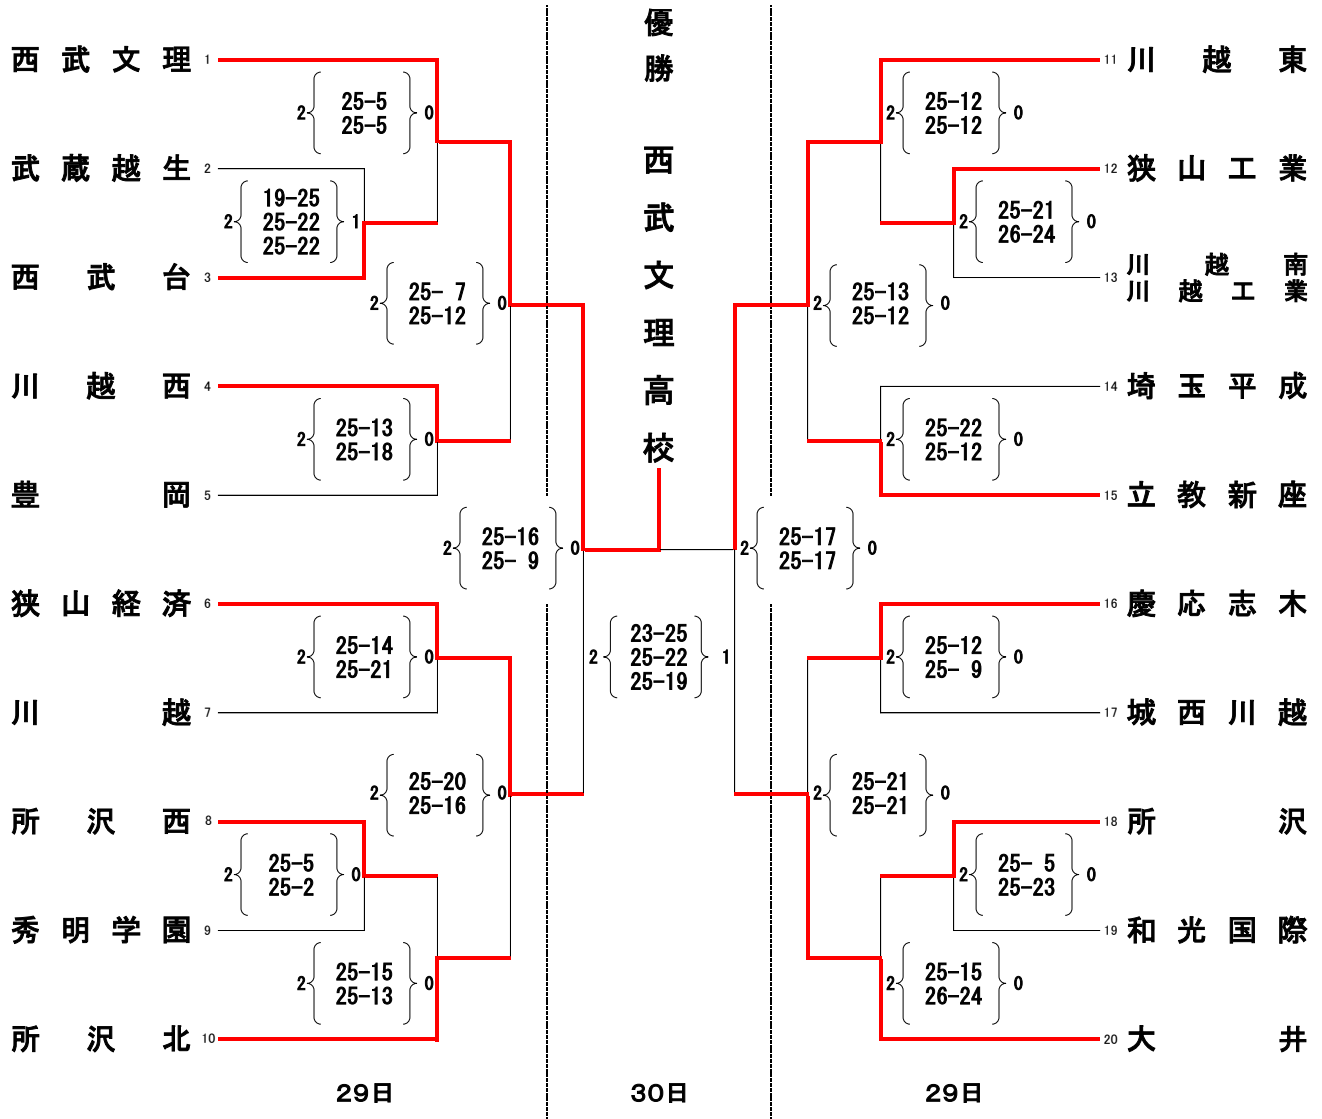 優勝 西武文理高校
西武文理 1
2 25-5 0
25-5
武蔵越生 2
19-25
2 25-22 1
25-22
西武台 3
2 25- 7 0
25-12
川越西 4
2 25-13 0
25-18
豊岡 5
2 25-16 0
25- 9
狭山経済 6
2 25-14 0
25-21
川越 7
2 25-20 0
25-16
所沢西 8
2 25-5 0
25-2
秀明学園 9
2 25-15 0
25-13
所沢北 10
23-25
2 25-22 1
25-19
11 川越東
2 25-12 0
25-12
12 狭山工業
2 25-21 0
26-24
13 川越南
川越工業
2 25-13 0
25-12
14 埼玉平成
2 25-22 0
25-12
15 立教新座
2 25-17 0
25-17
16 慶応志木
2 25-12 0
25- 9
17 城西川越
2 25-21 0
25-21
18 所沢
2 25- 5 0
25-23
19 和光国際
2 25-15 0
26-24
20 大井
29日
30日
29日